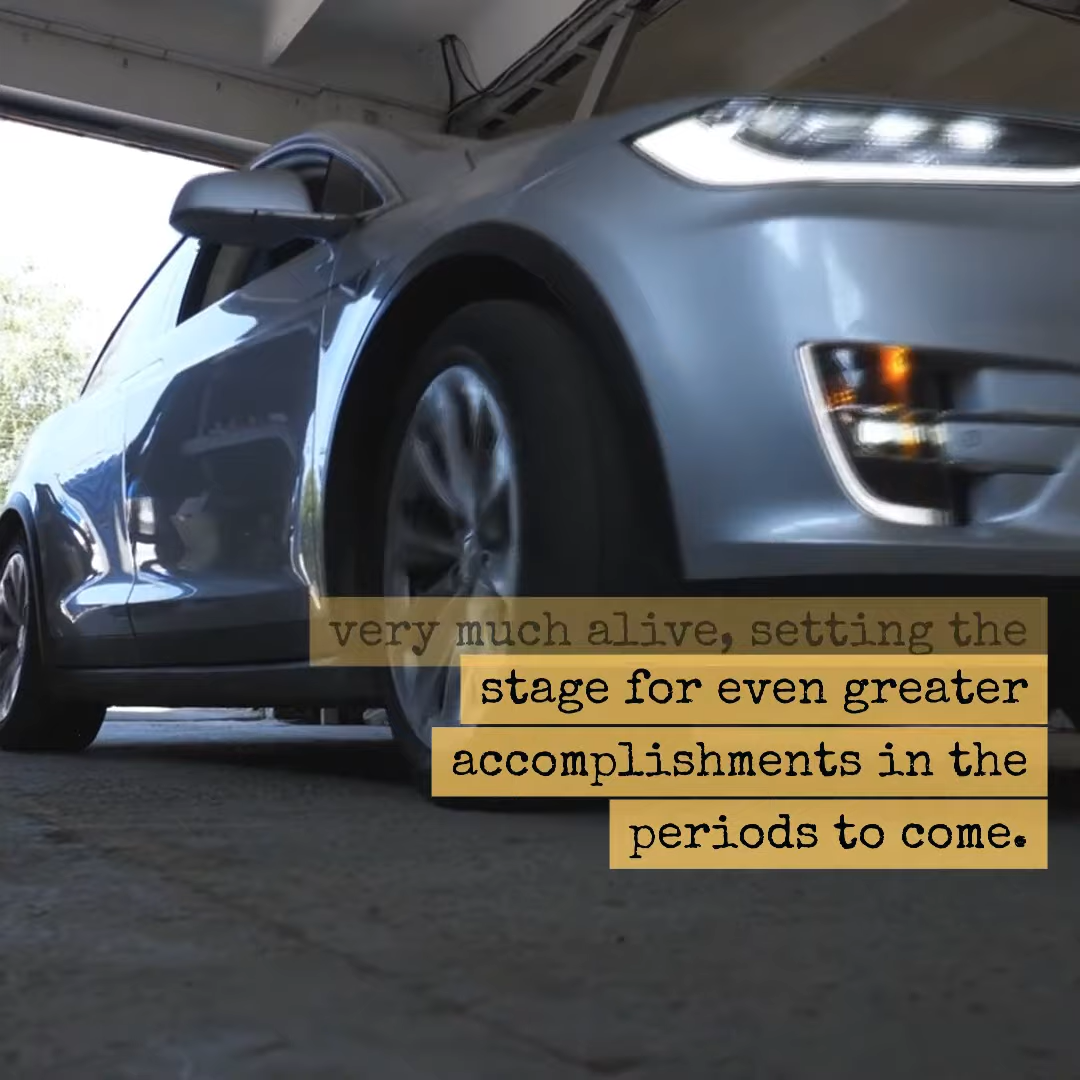 very much alive, setting the
stage for even greater
accomplishments in the
periods to come.